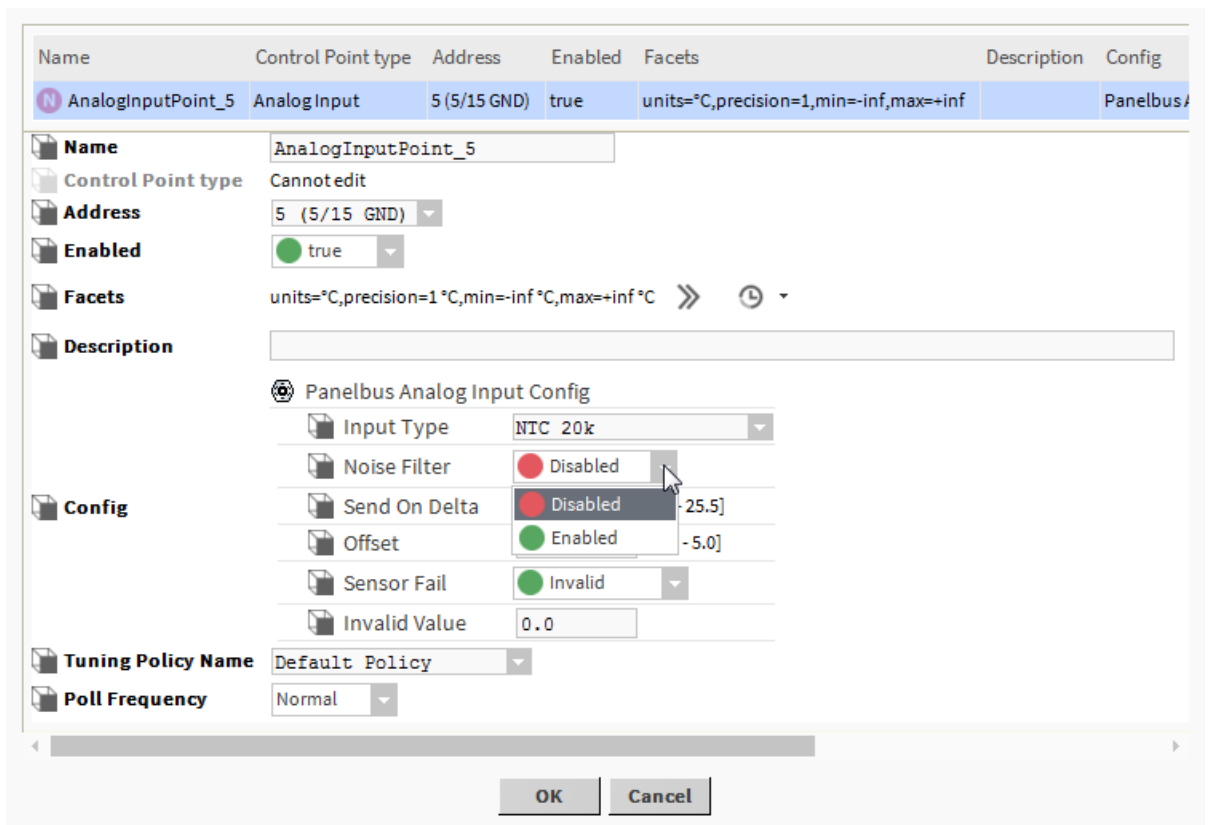 Name Control Point type Address Enabled Facets Description Config
N AnalogInputPoint_5 Analog Input 5 (5/15 GND) true units=°C,precision=1,min=-inf,max=+inf Panelbus
Name AnalogInputPoint_5
Control Point type Cannot edit
Address 5 (5/15 GND)
Enabled true
Facets units=°C,precision=1 °C,min=-inf °C,max=+inf °C
Description
Panelbus Analog Input Config
Input Type NTC 20k
Noise Filter Disabled
Config Send On Delta Disabled - 25.5]
Offset Enabled - 5.0]
Sensor Fail Invalid
Invalid Value 0.0
Tuning Policy Name Default Policy
Poll Frequency Normal
OK Cancel